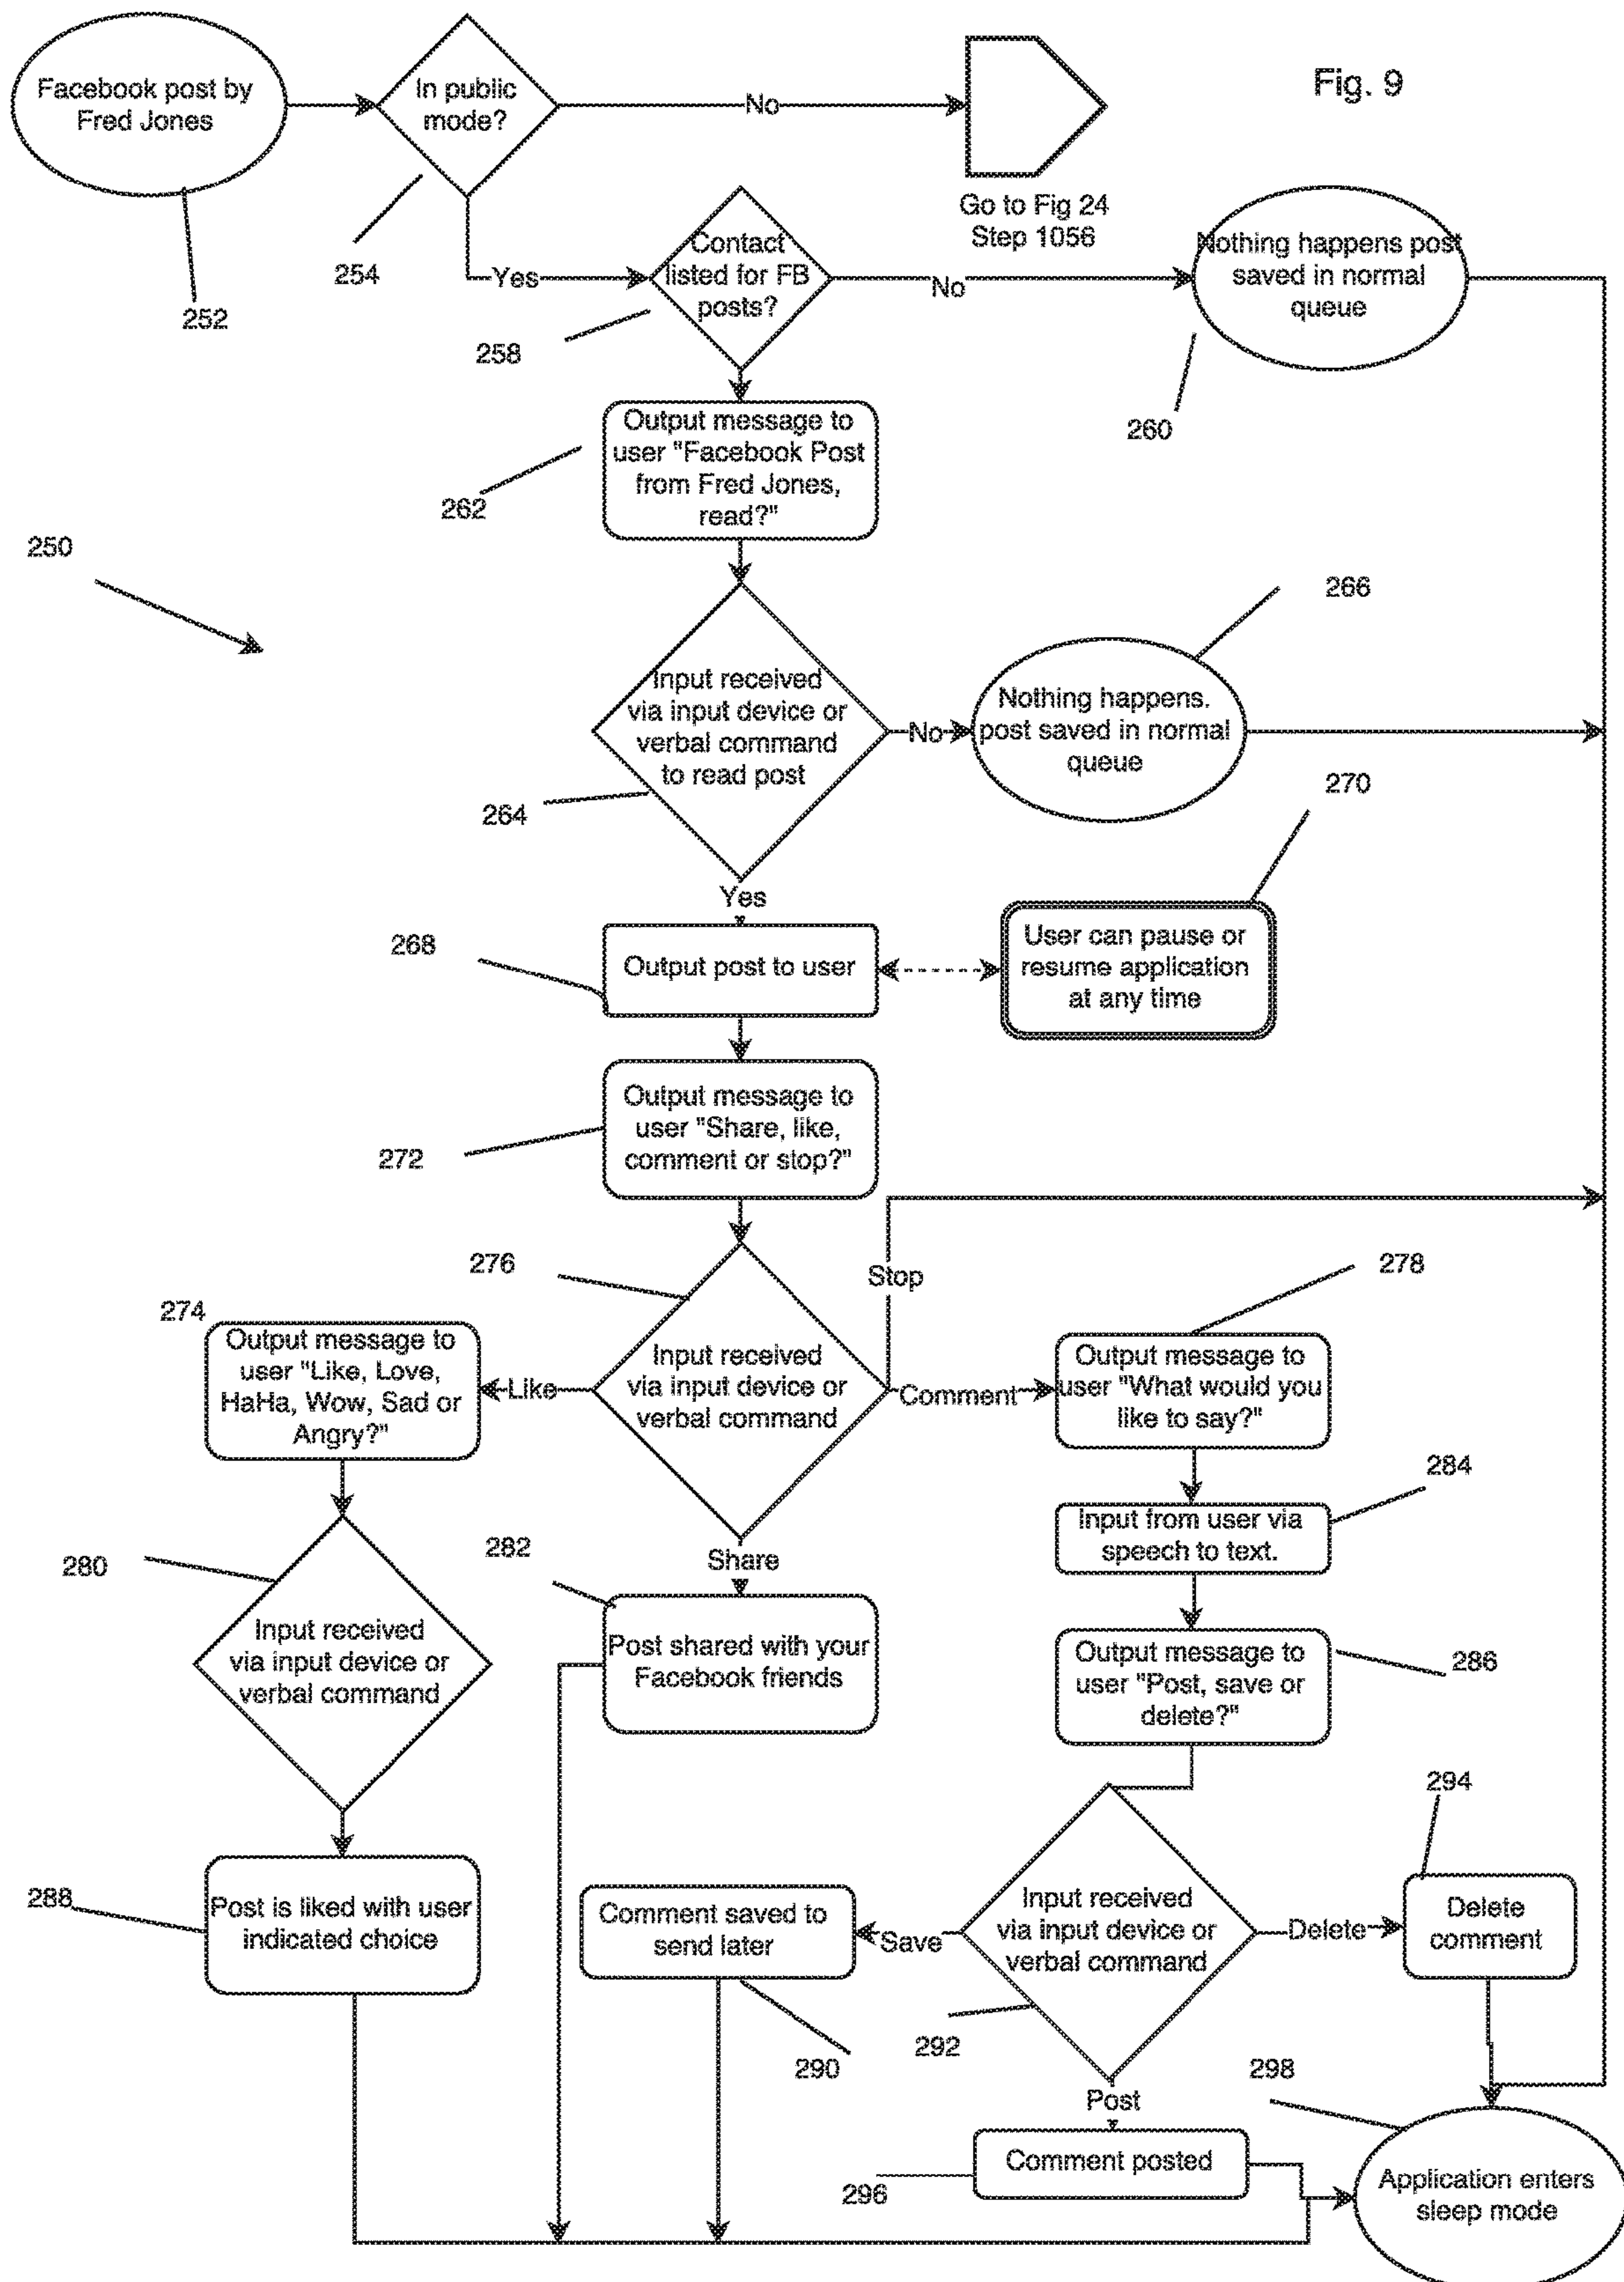 Fig. 9
Facebook post by
Fred Jones
252
In public
mode?
254
No
Go to Fig 24
Step 1056
Yes
Contact
listed for FB
posts?
258
No
Nothing happens post
saved in normal
queue
260
Output message to
user "Facebook Post
from Fred Jones,
read?"
262
250
Input received
via input device or
verbal command
to read post
264
No
Nothing happens.
post saved in normal
queue
266
Yes
268
Output post to user
User can pause or
resume application
at any time
270
Output message to
user "Share, like,
comment or stop?"
272
276
Input received
via input device or
verbal command
Stop
Like
Comment
Share
274
Output message to
user "Like, Love,
HaHa, Wow, Sad or
Angry?"
278
Output message to
user "What would you
like to say?"
284
Input from user via
speech to text.
280
Input received
via input device or
verbal command
282
Post shared with your
Facebook friends
Output message to
user "Post, save or
delete?"
286
288
Post is liked with user
indicated choice
Comment saved to
send later
290
Save
Input received
via input device or
verbal command
292
Delete
294
Delete
comment
Post
Comment posted
296
298
Application enters
sleep mode